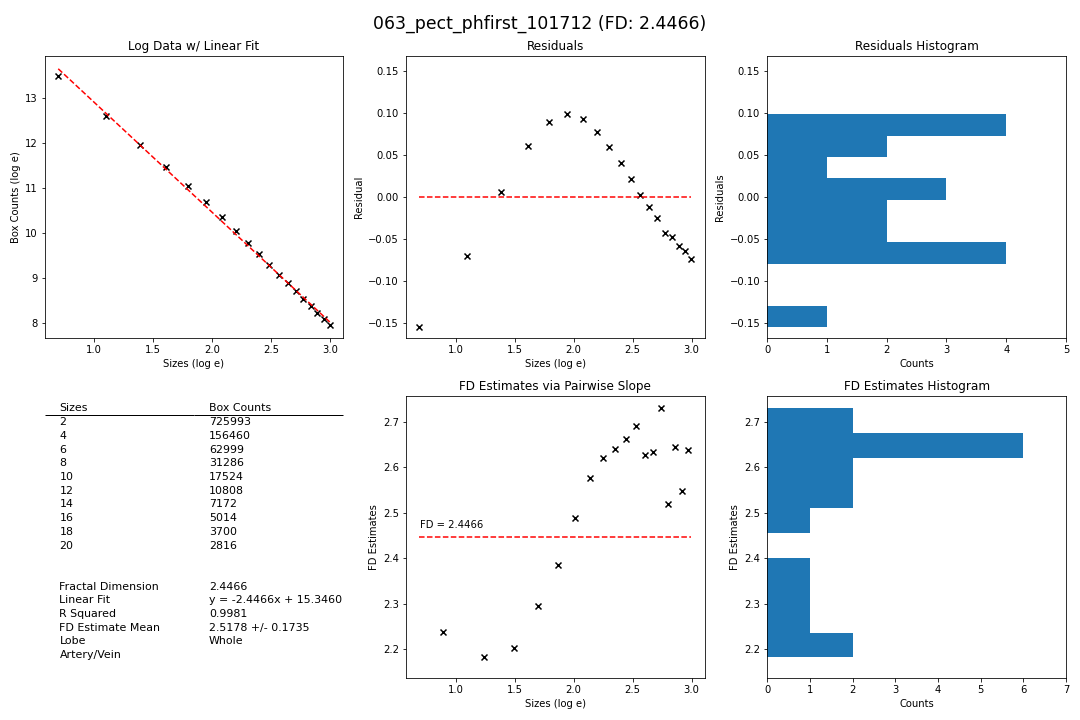 063_pect_phfirst_101712 (FD: 2.4466)
Log Data w/ Linear Fit
Box Counts (log e)
13
12
11
10
9
8
1.0 1.5 2.0 2.5 3.0
Sizes (log e)
Residuals
Residual
0.15
0.10
0.05
0.00
−0.05
−0.10
−0.15
1.0 1.5 2.0 2.5 3.0
Sizes (log e)
Residuals Histogram
Residuals
0.15
0.10
0.05
0.00
−0.05
−0.10
−0.15
0 1 2 3 4 5
Counts
Sizes Box Counts
2 725993
4 156460
6 62999
8 31286
10 17524
12 10808
14 7172
16 5014
18 3700
20 2816
Fractal Dimension 2.4466
Linear Fit y = -2.4466x + 15.3460
R Squared 0.9981
FD Estimate Mean 2.5178 +/- 0.1735
Lobe Whole
Artery/Vein
FD Estimates via Pairwise Slope
FD Estimates
2.7
2.6
2.5
2.4
2.3
2.2
FD = 2.4466
1.0 1.5 2.0 2.5 3.0
Sizes (log e)
FD Estimates Histogram
FD Estimates
2.7
2.6
2.5
2.4
2.3
2.2
0 1 2 3 4 5 6 7
Counts